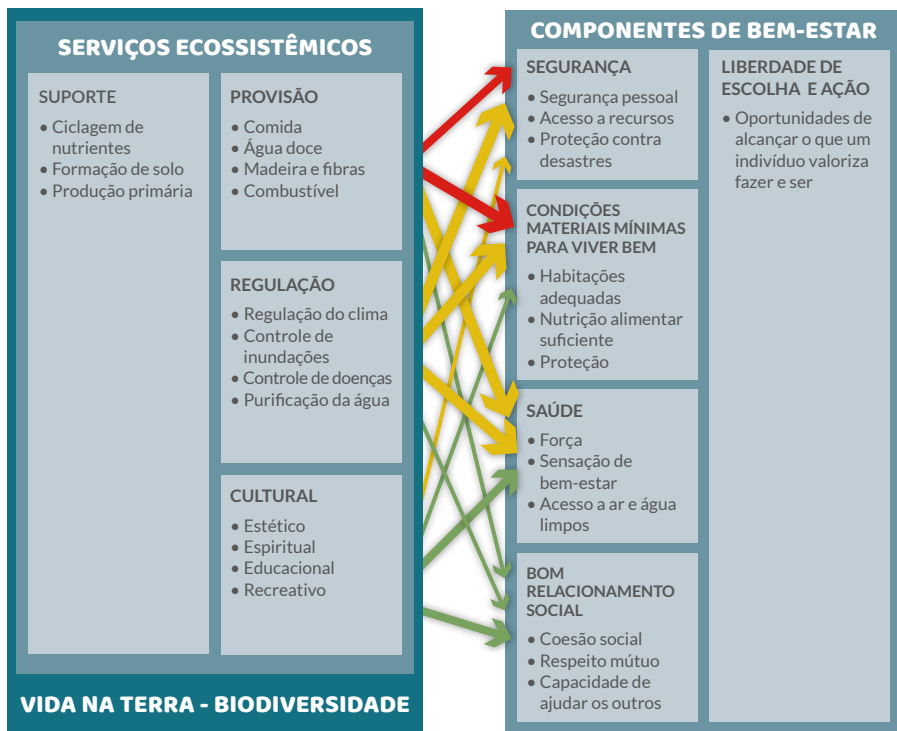 SERVIÇOS ECOSSISTÊMICOS
SUPORTE
• Ciclagem de
nutrientes
• Formação de solo
• Produção primária
PROVISÃO
• Comida
• Água doce
• Madeira e fibras
• Combustível
REGULAÇÃO
• Regulação do clima
• Controle de
inundações
• Controle de doenças
• Purificação da água
CULTURAL
• Estético
• Espiritual
• Educacional
• Recreativo
VIDA NA TERRA - BIODIVERSIDADE
COMPONENTES DE BEM-ESTAR
SEGURANÇA
• Segurança pessoal
• Acesso a recursos
• Proteção contra
desastres
CONDIÇÕES
MATERIAIS MÍNIMAS
PARA VIVER BEM
• Habitações
adequadas
• Nutrição alimentar
suficiente
• Proteção
SAÚDE
• Força
• Sensação de
bem-estar
• Acesso a ar e água
limpos
BOM
RELACIONAMENTO
SOCIAL
• Coesão social
• Respeito mútuo
• Capacidade de
ajudar os outros
LIBERDADE DE
ESCOLHA E AÇÃO
• Oportunidades de
alcançar o que um
indivíduo valoriza
fazer e ser